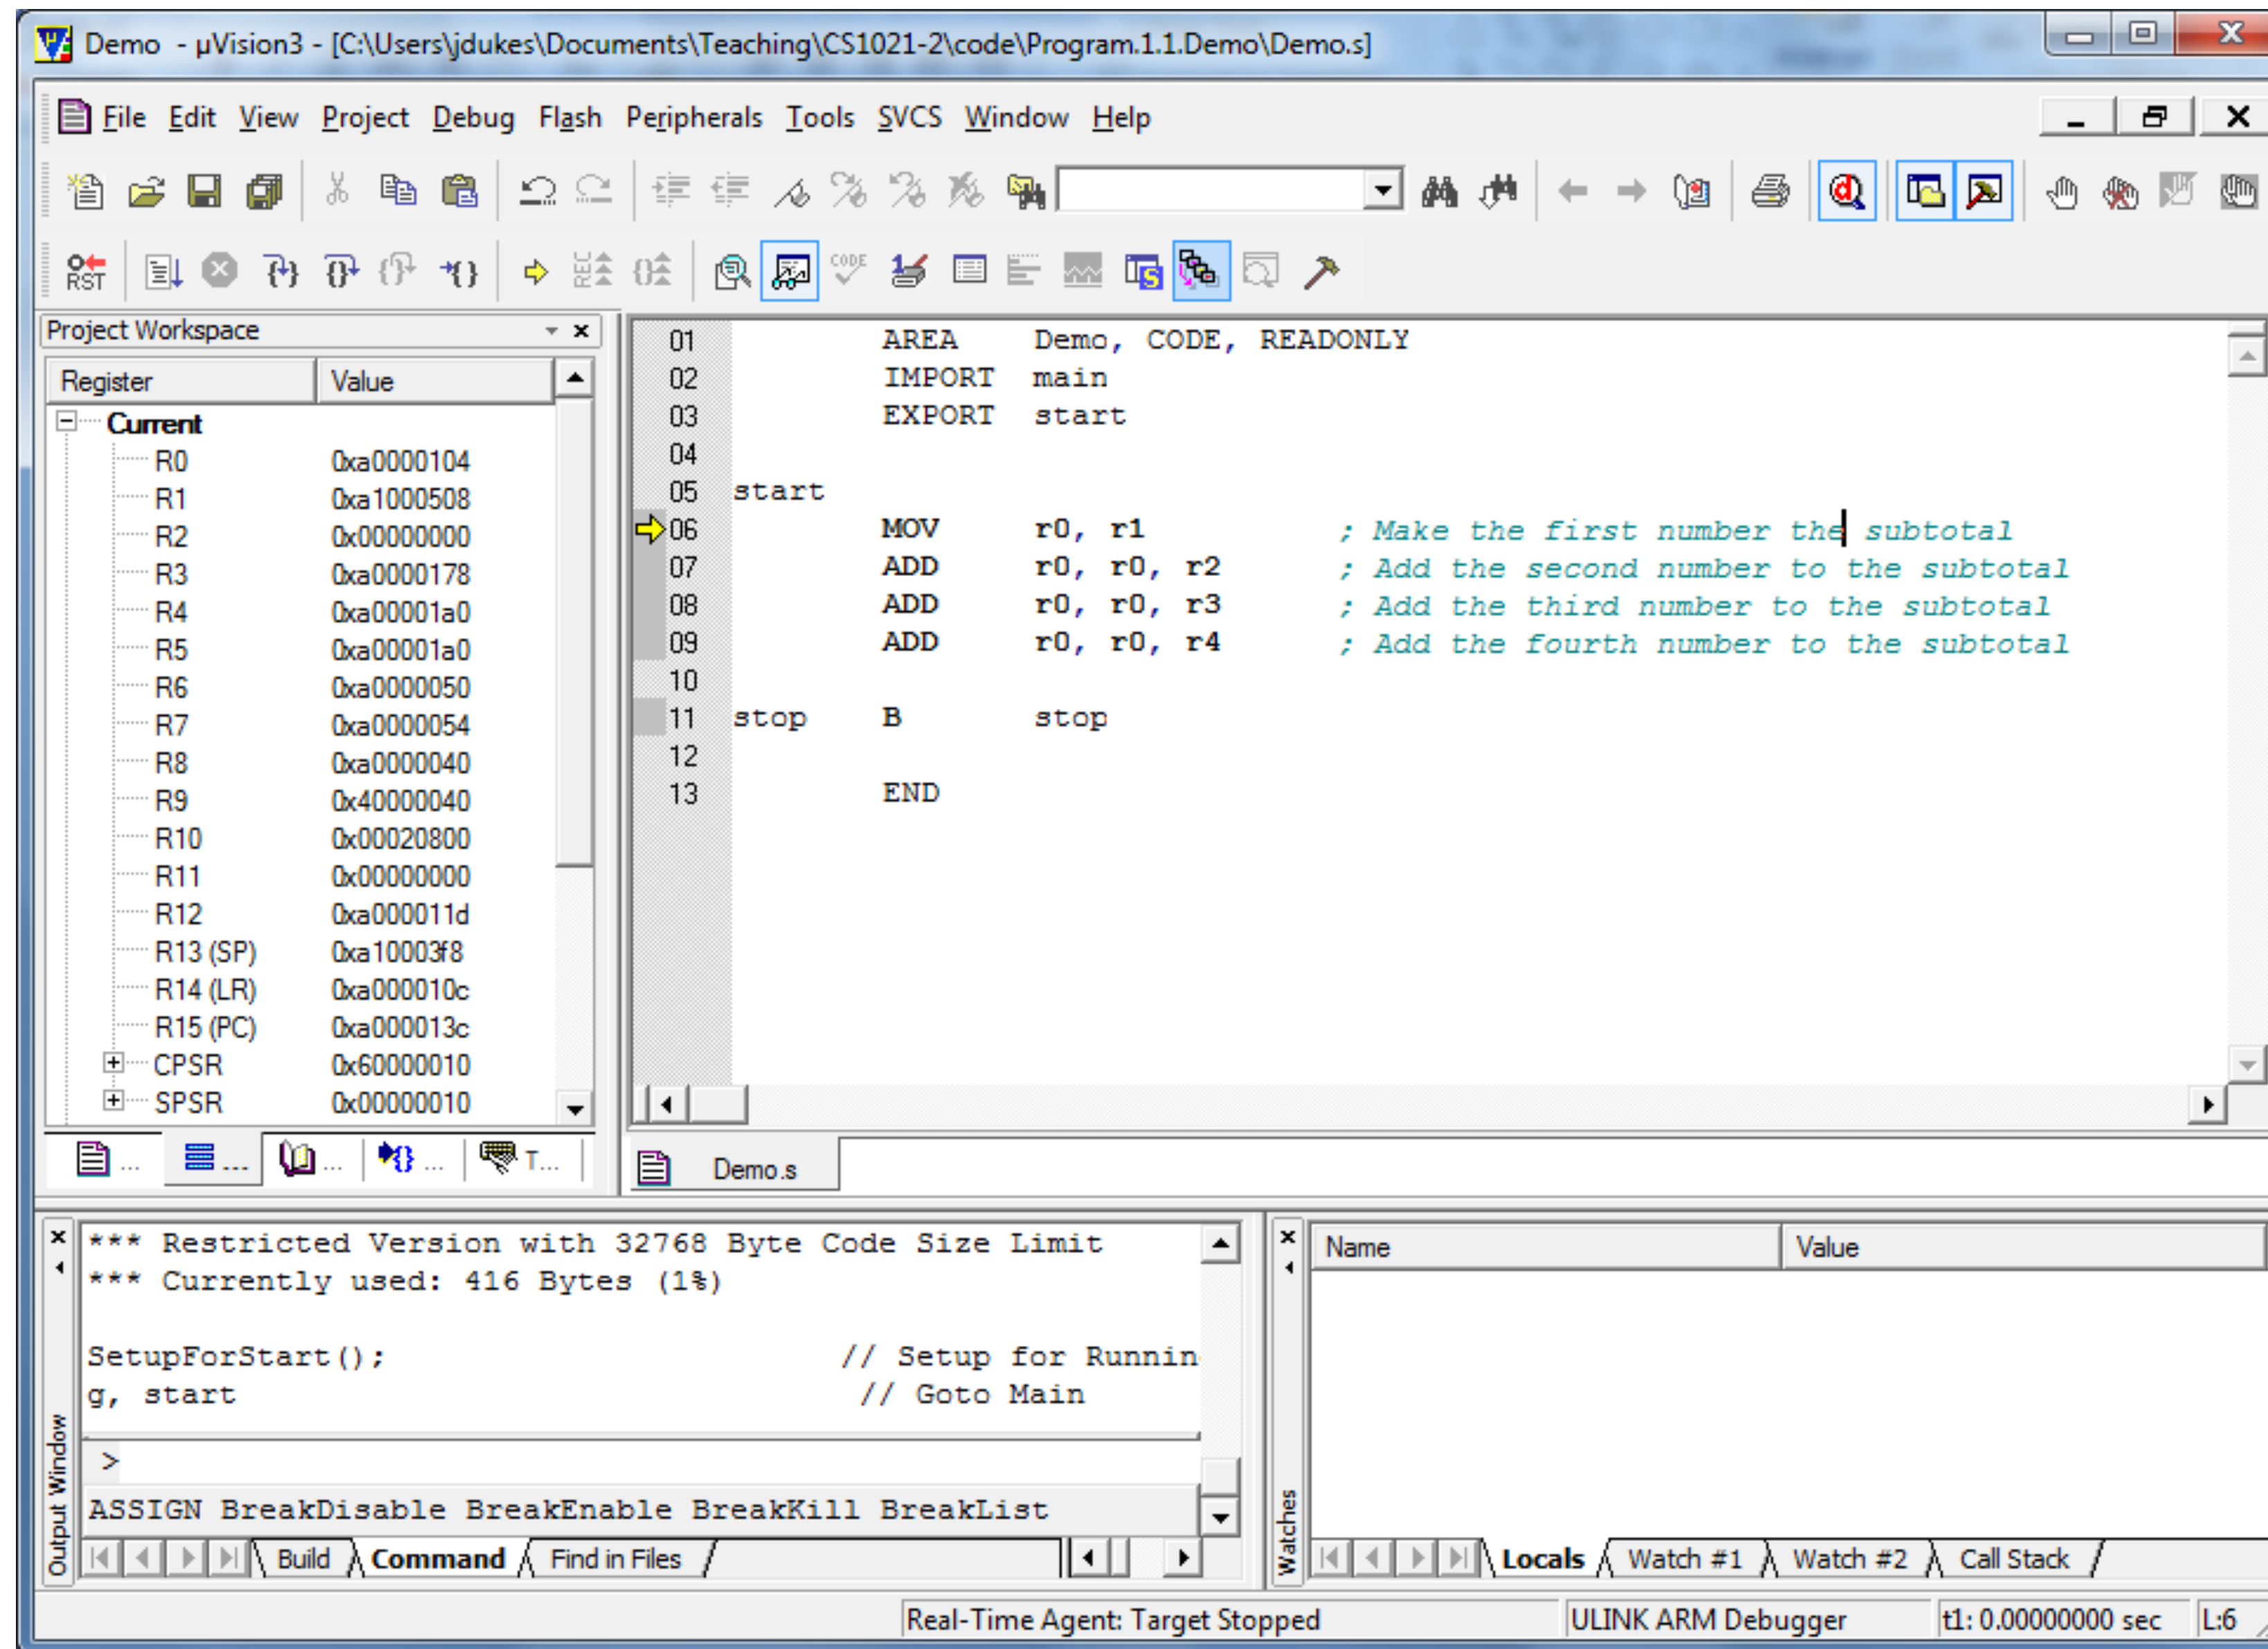 Demo - µVision3 - [C:\Users\jdukes\Documents\Teaching\CS1021-2\code\Program.1.1.Demo\Demo.s]
File Edit View Project Debug Flash Peripherals Tools SVCS Window Help
RST
CODE
Project Workspace
Register Value
Current
R0 0xa0000104
R1 0xa1000508
R2 0x00000000
R3 0xa0000178
R4 0xa00001a0
R5 0xa00001a0
R6 0xa0000050
R7 0xa0000054
R8 0xa0000040
R9 0x40000040
R10 0x00020800
R11 0x00000000
R12 0xa000011d
R13 (SP) 0xa10003f8
R14 (LR) 0xa000010c
R15 (PC) 0xa000013c
CPSR 0x60000010
SPSR 0x00000010
... ... ... ... T...
01 AREA Demo, CODE, READONLY
02 IMPORT main
03 EXPORT start
04
05 start
06 MOV r0, r1 ; Make the first number the subtotal
07 ADD r0, r0, r2 ; Add the second number to the subtotal
08 ADD r0, r0, r3 ; Add the third number to the subtotal
09 ADD r0, r0, r4 ; Add the fourth number to the subtotal
10
11 stop B stop
12
13 END
Demo.s
*** Restricted Version with 32768 Byte Code Size Limit
*** Currently used: 416 Bytes (1%)
SetupForStart(); // Setup for Runnin
g, start // Goto Main
>
ASSIGN BreakDisable BreakEnable BreakKill BreakList
Build Command Find in Files
Output Window
Name Value
Watches
Locals Watch #1 Watch #2 Call Stack
Real-Time Agent: Target Stopped ULINK ARM Debugger t1: 0.00000000 sec L:6